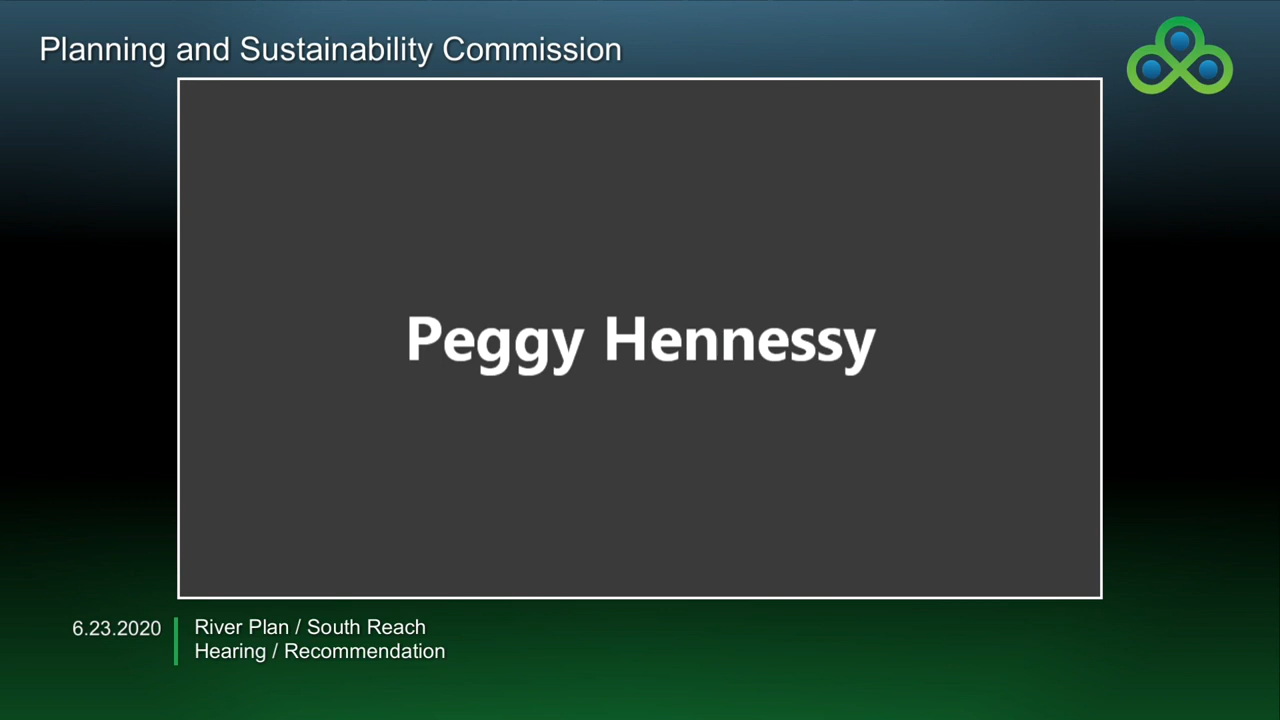 Planning and Sustainability Commission
Peggy Hennessy
6.23.2020
River Plan / South Reach
Hearing / Recommendation